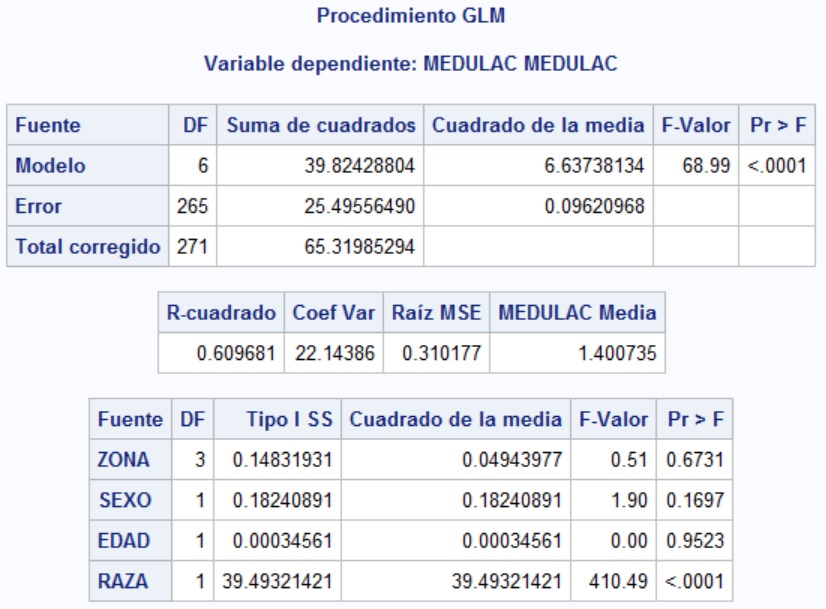 Procedimiento GLM
Variable dependiente: MEDULAC MEDULAC
Fuente DF Suma de cuadrados Cuadrado de la media F-Valor Pr > F
Modelo 6 39.82428804 6.63738134 68.99 <.0001
Error 265 25.49556490 0.09620968
Total corregido 271 65.31985294
R-cuadrado Coef Var Raíz MSE MEDULAC Media
0.609681 22.14386 0.310177 1.400735
Fuente DF Tipo I SS Cuadrado de la media F-Valor Pr > F
ZONA 3 0.14831931 0.04943977 0.51 0.6731
SEXO 1 0.18240891 0.18240891 1.90 0.1697
EDAD 1 0.00034561 0.00034561 0.00 0.9523
RAZA 1 39.49321421 39.49321421 410.49 <.0001